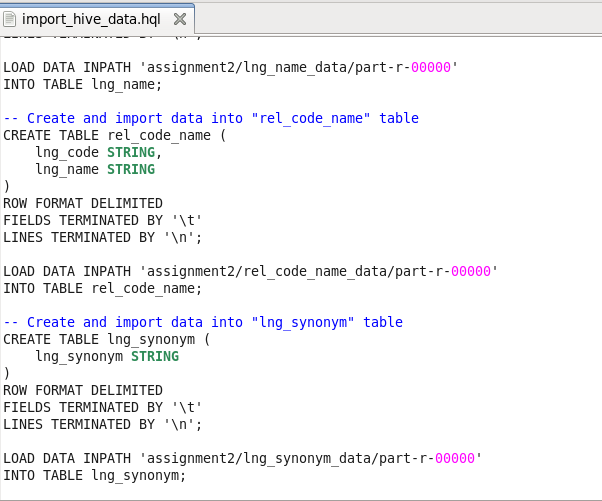 import_hive_data.hql
LINES TERMINATED BY '\n';
LOAD DATA INPATH 'assignment2/lng_name_data/part-r-00000'
INTO TABLE lng_name;
-- Create and import data into "rel_code_name" table
CREATE TABLE rel_code_name (
    lng_code STRING,
    lng_name STRING
)
ROW FORMAT DELIMITED
FIELDS TERMINATED BY '\t'
LINES TERMINATED BY '\n';
LOAD DATA INPATH 'assignment2/rel_code_name_data/part-r-00000'
INTO TABLE rel_code_name;
-- Create and import data into "lng_synonym" table
CREATE TABLE lng_synonym (
    lng_synonym STRING
)
ROW FORMAT DELIMITED
FIELDS TERMINATED BY '\t'
LINES TERMINATED BY '\n';
LOAD DATA INPATH 'assignment2/lng_synonym_data/part-r-00000'
INTO TABLE lng_synonym;